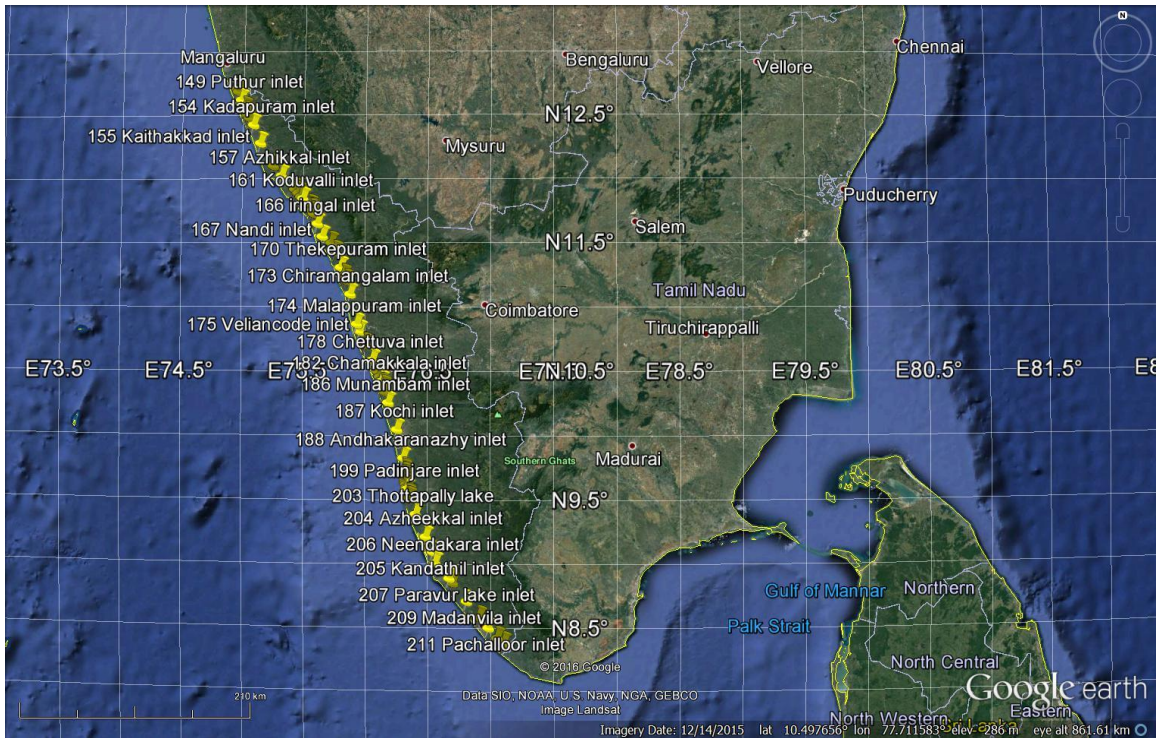 N
Chennai
Mangaluru
Bengaluru
Vellore
149 Puthur inlet
154 Kadapuram inlet
N12.5°
155 Kaithakkad inlet
Mysuru
157 Azhikkal inlet
161 Koduvalli inlet
Puducherry
166 iringal inlet
167 Nandi inlet
Salem
N11.5°
170 Thekepuram inlet
173 Chiramangalam inlet
Tamil Nadu
174 Malappuram inlet
Coimbatore
175 Veliancode inlet
Tiruchirappalli
178 Chettuva inlet
182 Chamakkala inlet
E73.5° E74.5° E78.5° E79.5° E80.5° E81.5°
186 Munambam inlet
187 Kochi inlet
188 Andhakaranazhy inlet
Southern Ghats
Madurai
199 Padinjare inlet
203 Thottapally lake
N9.5°
204 Azheekkal inlet
206 Neendakara inlet
205 Kandathil inlet
Gulf of Mannar
Northern
207 Paravur lake inlet
209 Madanvila inlet
N8.5°
Palk Strait
211 Pachalloor inlet
© 2016 Google
North Central
Google earth
210 km
Data SIO, NOAA, U.S. Navy, NGA, GEBCO
Image Landsat
Eastern
North Western
Sri Lanka
Imagery Date: 12/14/2015 lat 10.497656° lon 77.711583° elev 286 m eye alt 861.61 km